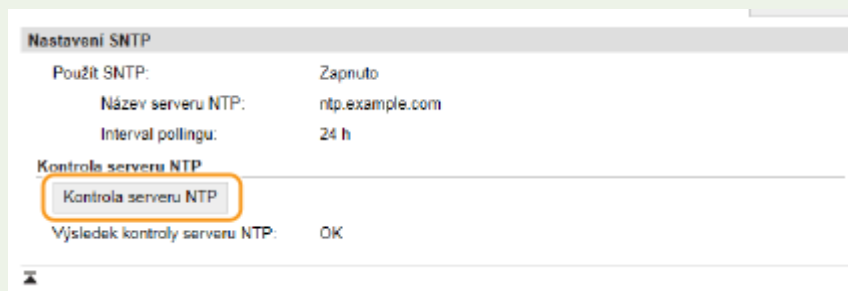 Nastavení SNTP
Použít SNTP: Zapnuto
Název serveru NTP: ntp.example.com
Interval pollingu: 24 h
Kontrola serveru NTP
Kontrola serveru NTP
Výsledek kontroly serveru NTP: OK